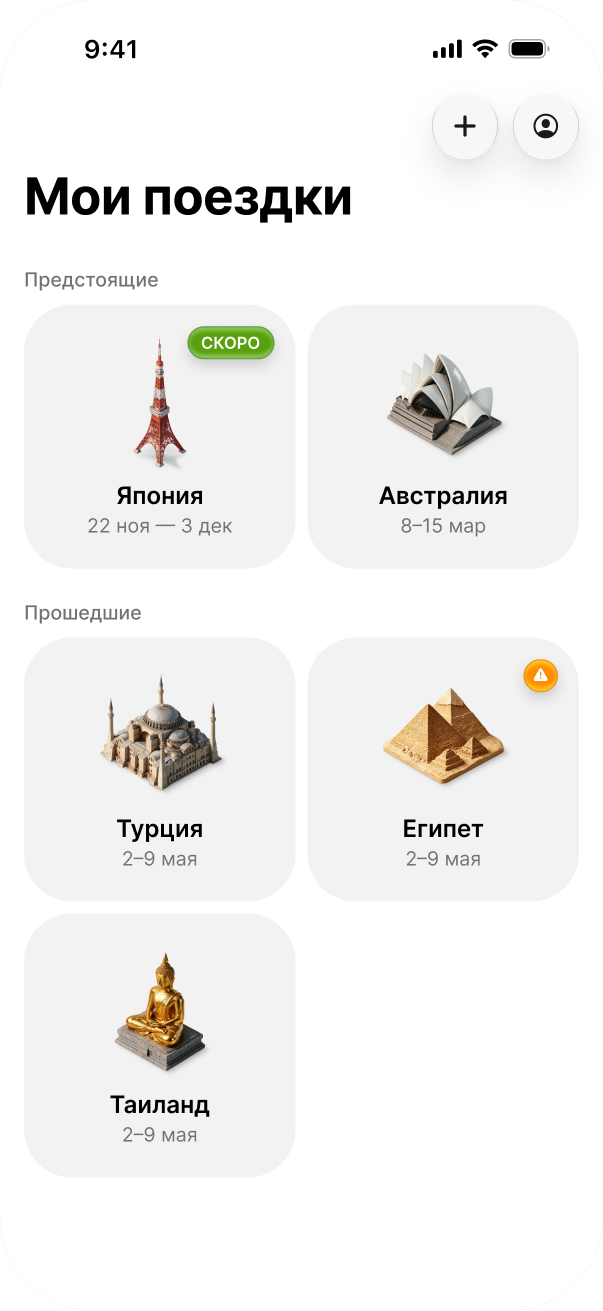 9:41
Мои поездки
Предстоящие
СКОРО
Япония
22 ноя — 3 дек
Австралия
8–15 мар
Прошедшие
Турция
2–9 мая
Египет
2–9 мая
Таиланд
2–9 мая